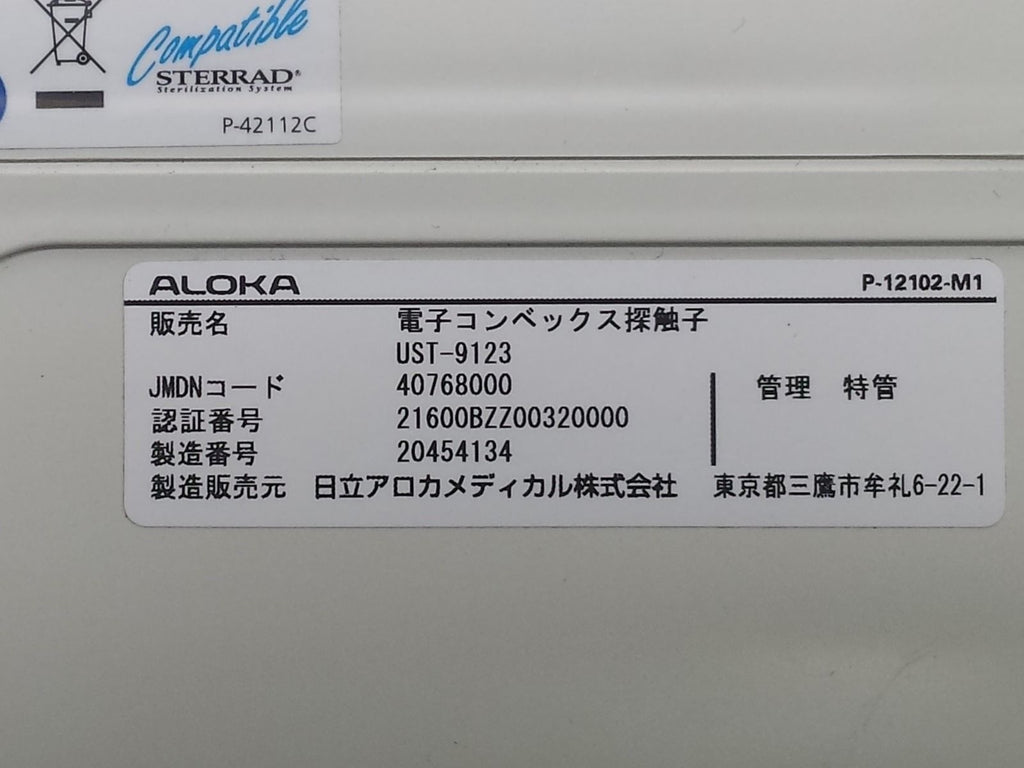 Compatible
STERRAD®
Sterilization System
P-42112C
ALOKA P-12102-M1
販売名 電子コンベックス探触子
UST-9123
JMDNコード 40768000 管理 特管
認証番号 21600BZZ00320000
製造番号 20454134
製造販売元 日立アロカメディカル株式会社 東京都三鷹市牟礼6-22-1